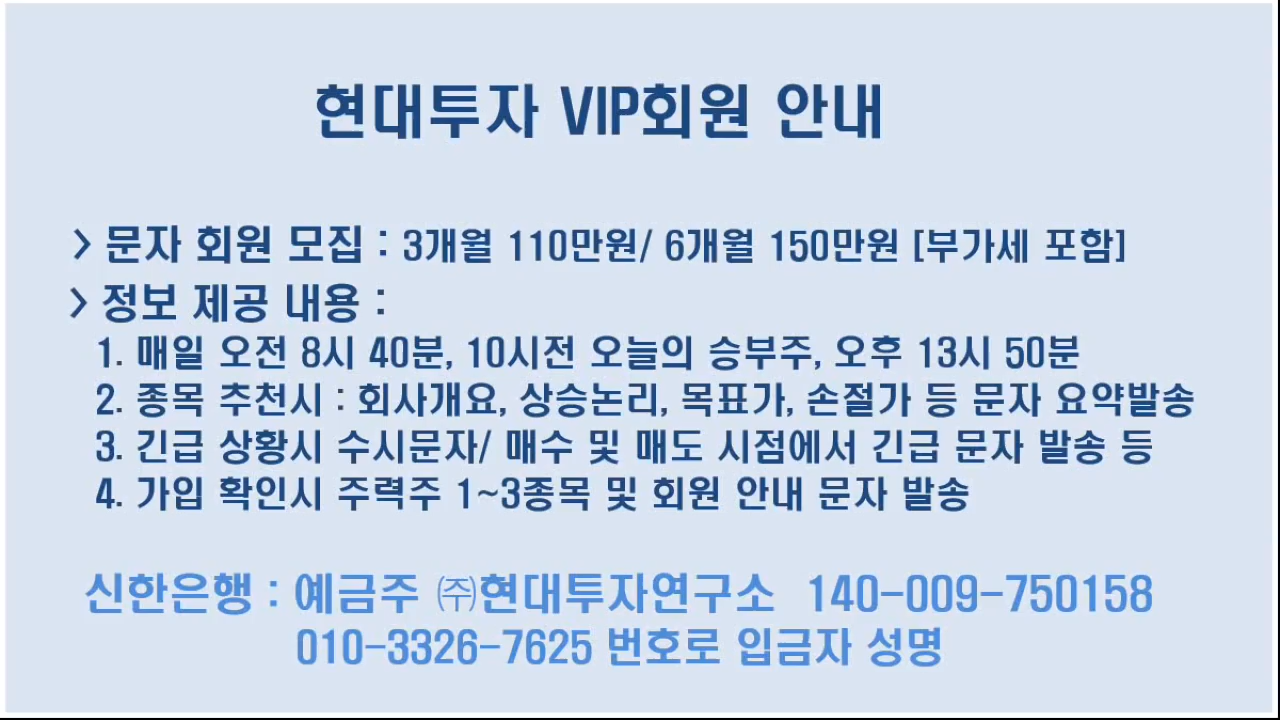 현대투자 VIP회원 안내
> 문자 회원 모집 : 3개월 110만원/ 6개월 150만원 [부가세 포함]
> 정보 제공 내용 :
1. 매일 오전 8시 40분, 10시전 오늘의 승부주, 오후 13시 50분
2. 종목 추천시 : 회사개요, 상승논리, 목표가, 손절가 등 문자 요약발송
3. 긴급 상황시 수시문자/ 매수 및 매도 시점에서 긴급 문자 발송 등
4. 가입 확인시 주력주 1~3종목 및 회원 안내 문자 발송
신한은행 : 예금주 ㈜현대투자연구소 140-009-750158
010-3326-7625 번호로 입금자 성명